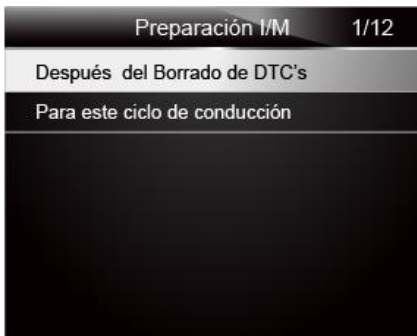 Preparación I/M 1/12
Después del Borrado de DTC's
Para este ciclo de conducción